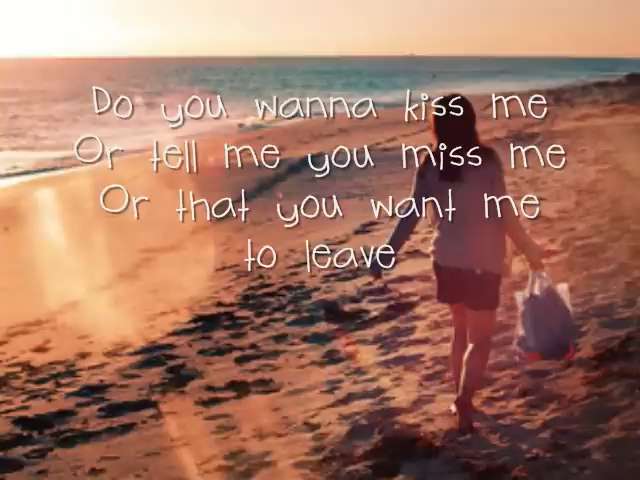 Do you wanna kiss me
Or tell me you miss me
Or that you want me
to leave